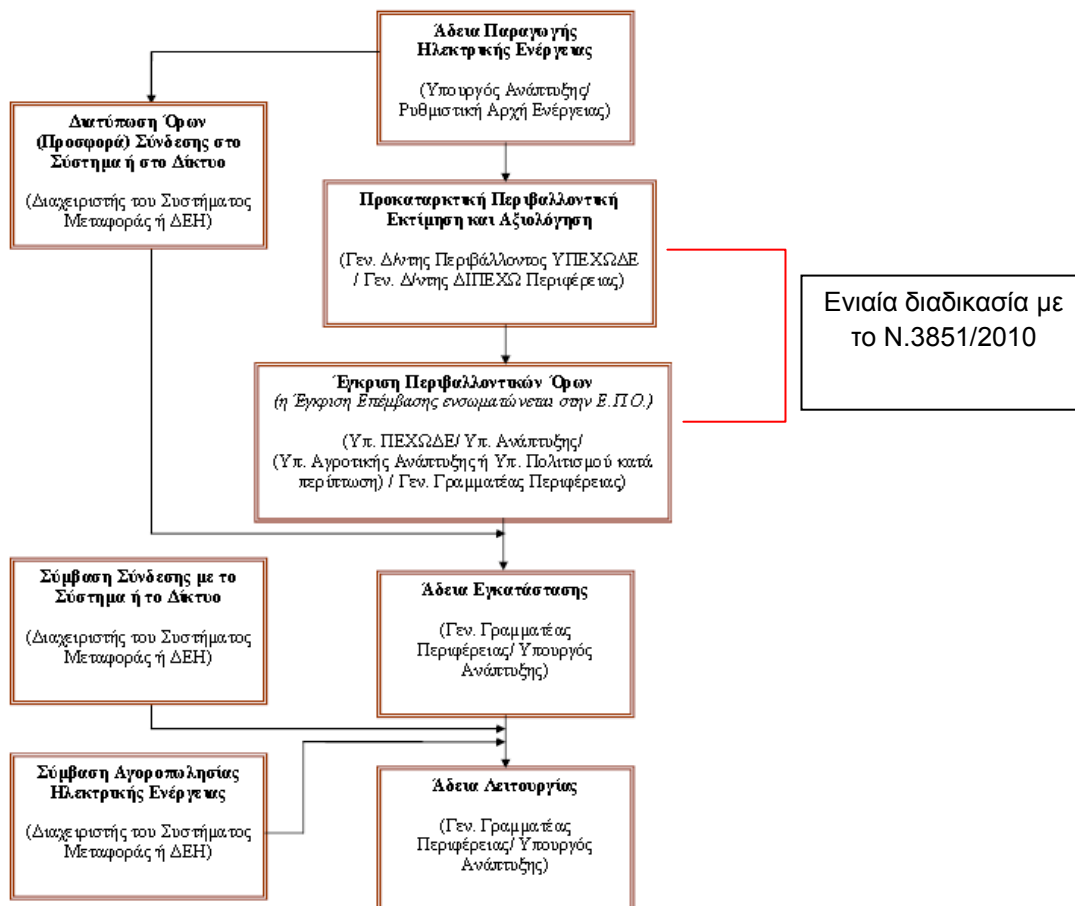 Άδεια Παραγωγής
Ηλεκτρικής Ενέργειας
(Υπουργός Ανάπτυξης/
Ρυθμιστική Αρχή Ενέργειας)
Διατύπωση Όρων
(Προσφορά) Σύνδεσης στο
Σύστημα ή στο Δίκτυο
(Διαχειριστής του Συστήματος
Μεταφοράς ή ΔΕΗ)
Προκαταρκτική Περιβαλλοντική
Εκτίμηση και Αξιολόγηση
(Γεν. Δ/ντης Περιβάλλοντος ΥΠΕΧΩΔΕ
/ Γεν. Δ/ντης ΔΙΠΕΧΩ Περιφέρειας)
Ενιαία διαδικασία με
το Ν.3851/2010
Έγκριση Περιβαλλοντικών Όρων
(η Έγκριση Επέμβασης ενσωματώνεται στην Ε.Π.Ο.)
(Υπ. ΠΕΧΩΔΕ/ Υπ. Ανάπτυξης/
(Υπ. Αγροτικής Ανάπτυξης ή Υπ. Πολιτισμού κατά
περίπτωση) / Γεν. Γραμματέας Περιφέρειας)
Σύμβαση Σύνδεσης με το
Σύστημα ή το Δίκτυο
(Διαχειριστής του Συστήματος
Μεταφοράς ή ΔΕΗ)
Άδεια Εγκατάστασης
(Γεν. Γραμματέας
Περιφέρειας/ Υπουργός
Ανάπτυξης)
Σύμβαση Αγοροπωλησίας
Ηλεκτρικής Ενέργειας
(Διαχειριστής του Συστήματος
Μεταφοράς ή ΔΕΗ)
Άδεια Λειτουργίας
(Γεν. Γραμματέας
Περιφέρειας/ Υπουργός
Ανάπτυξης)